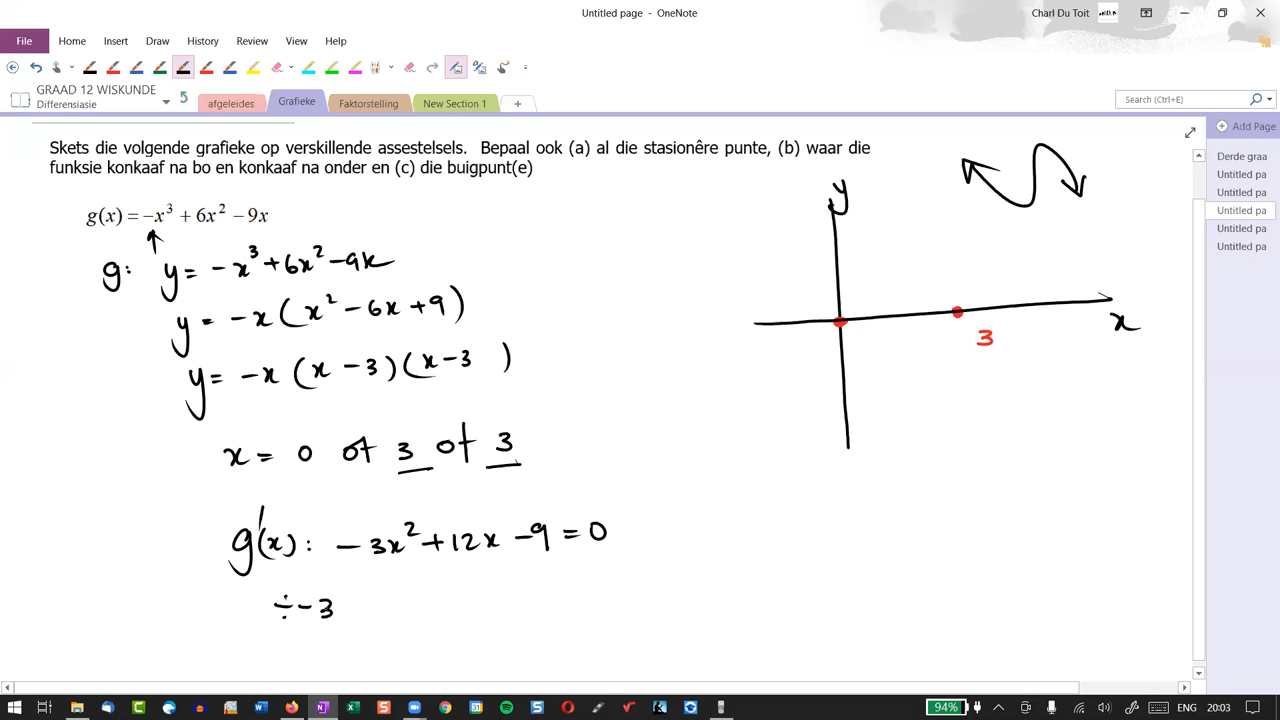 Untitled page - OneNote
Charl Du Toit
File Home Insert Draw History Review View Help
GRAAD 12 WISKUNDE
Differensiasie
afgeleides Grafieke Faktorstelling New Section 1 +
Search (Ctrl+E)
Add Page
Derde graa
Untitled pa
Untitled pa
Untitled pa
Untitled pa
Untitled pa
Skets die volgende grafieke op verskillende assestelsels. Bepaal ook (a) al die stasionêre punte, (b) waar die
funksie konkaaf na bo en konkaaf na onder en (c) die buigpunt(e)
g(x) = −x³ + 6x² − 9x
g: y = -x³+6x²-9x
y = -x(x²-6x+9)
y = -x(x-3)(x-3)
x = 0 of 3 of 3
g'(x): -3x²+12x-9=0
÷-3
y
x
3
94%
ENG 20:03